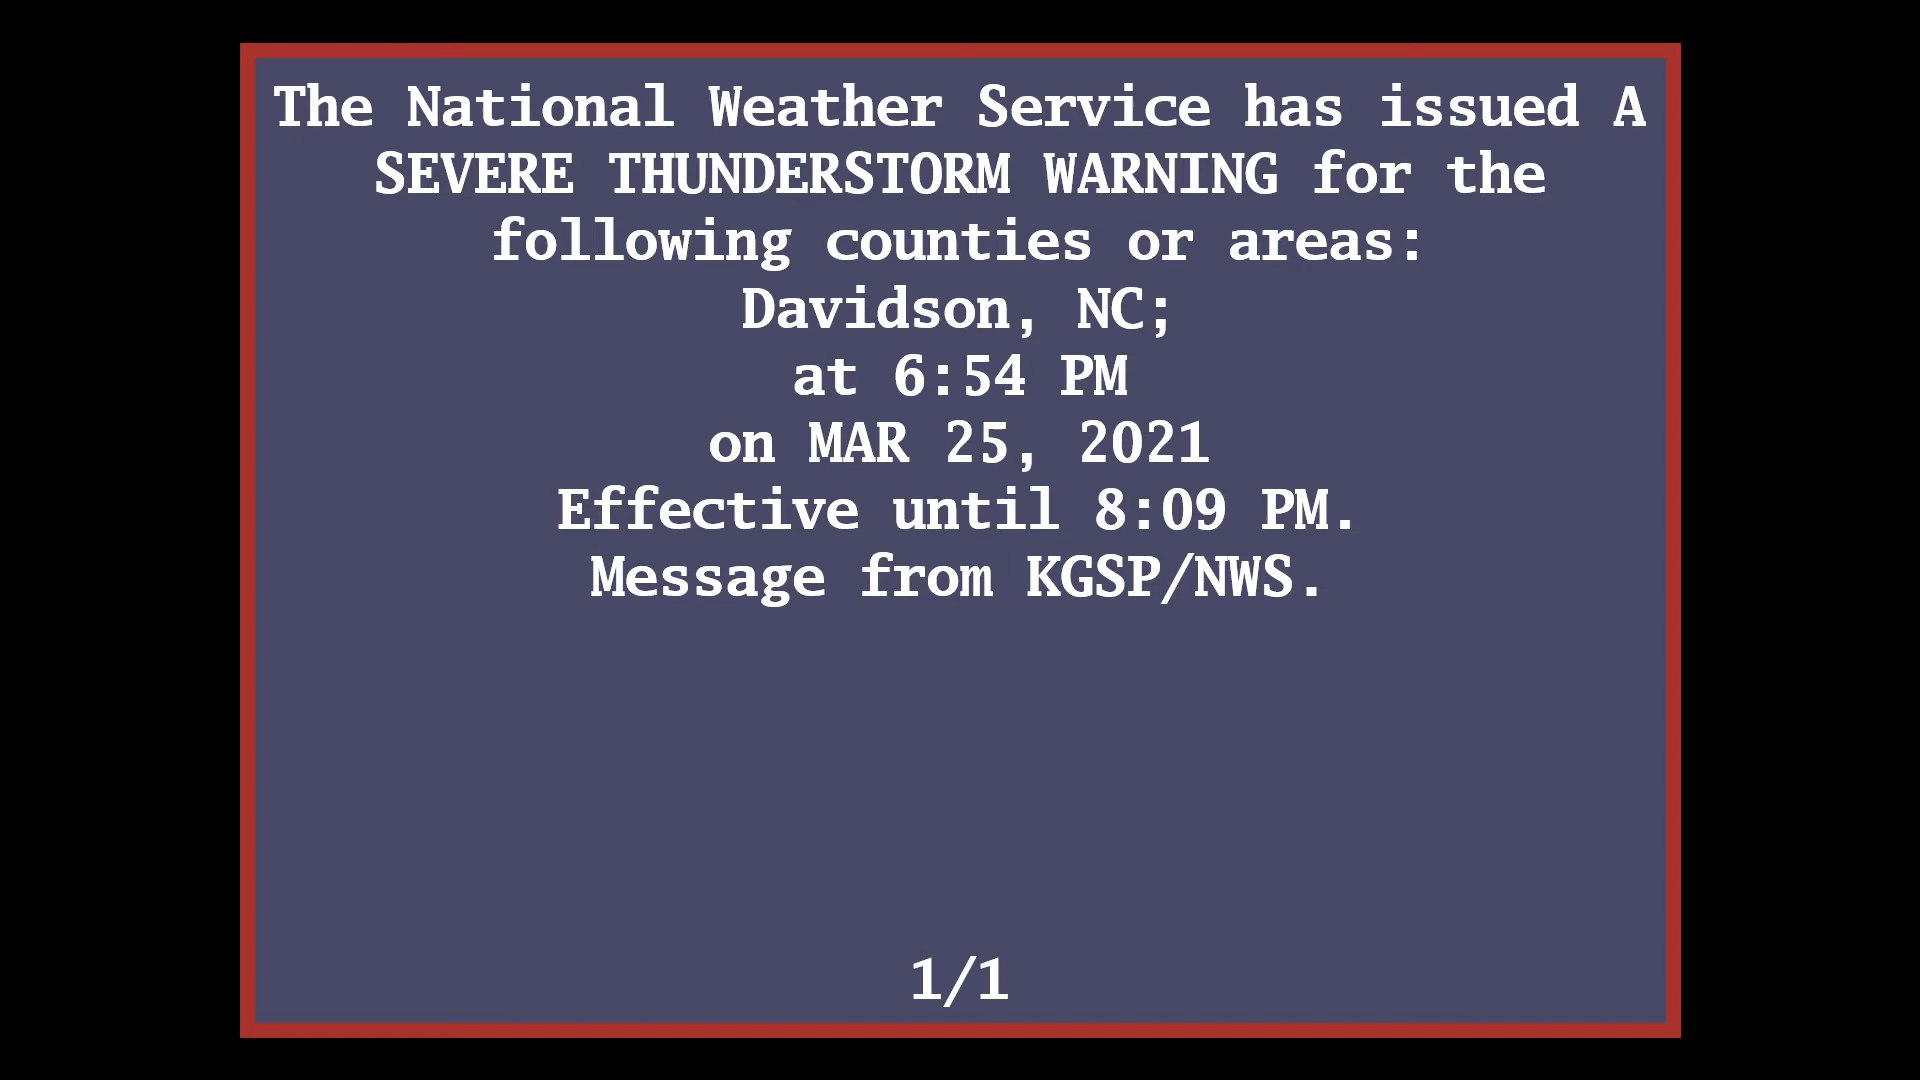 The National Weather Service has issued A
SEVERE THUNDERSTORM WARNING for the
following counties or areas:
Davidson, NC;
at 6:54 PM
on MAR 25, 2021
Effective until 8:09 PM.
Message from KGSP/NWS.
1/1